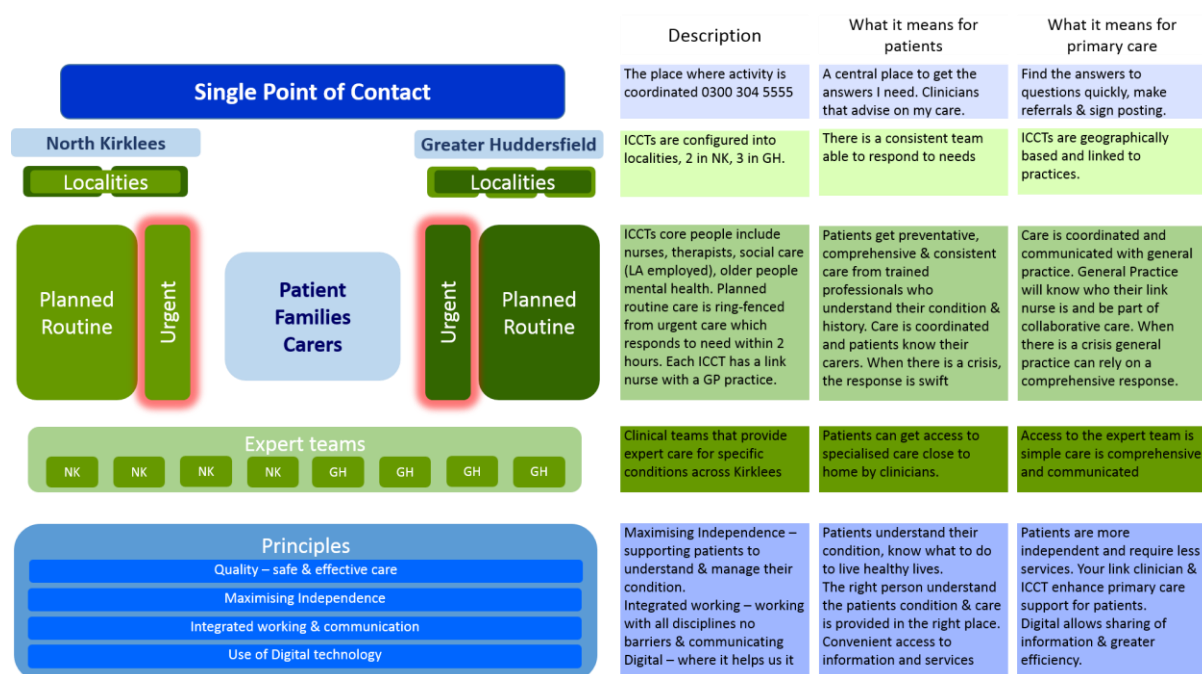 Single Point of Contact
North Kirklees
Greater Huddersfield
Localities
Localities
Planned
Routine
Urgent
Patient
Families
Carers
Urgent
Planned
Routine
Expert teams
NK
NK
NK
NK
GH
GH
GH
GH
Principles
Quality – safe & effective care
Maximising Independence
Integrated working & communication
Use of Digital technology
Description
What it means for
patients
What it means for
primary care
The place where activity is
coordinated 0300 304 5555
A central place to get the
answers I need. Clinicians
that advise on my care.
Find the answers to
questions quickly, make
referrals & sign posting.
ICCTs are configured into
localities, 2 in NK, 3 in GH.
There is a consistent team
able to respond to needs
ICCTs are geographically
based and linked to
practices.
ICCTs core people include
nurses, therapists, social care
(LA employed), older people
mental health. Planned
routine care is ring-fenced
from urgent care which
responds to need within 2
hours. Each ICCT has a link
nurse with a GP practice.
Patients get preventative,
comprehensive & consistent
care from trained
professionals who
understand their condition &
history. Care is coordinated
and patients know their
carers. When there is a crisis,
the response is swift
Care is coordinated and
communicated with general
practice. General Practice
will know who their link
nurse is and be part of
collaborative care. When
there is a crisis general
practice can rely on a
comprehensive response.
Clinical teams that provide
expert care for specific
conditions across Kirklees
Patients can get access to
specialised care close to
home by clinicians.
Access to the expert team is
simple care is comprehensive
and communicated
Maximising Independence –
supporting patients to
understand & manage their
condition.
Integrated working – working
with all disciplines no
barriers & communicating
Digital – where it helps us it
Patients understand their
condition, know what to do
to live healthy lives.
The right person understand
the patients condition & care
is provided in the right place.
Convenient access to
information and services
Patients are more
independent and require less
services. Your link clinician &
ICCT enhance primary care
support for patients.
Digital allows sharing of
information & greater
efficiency.